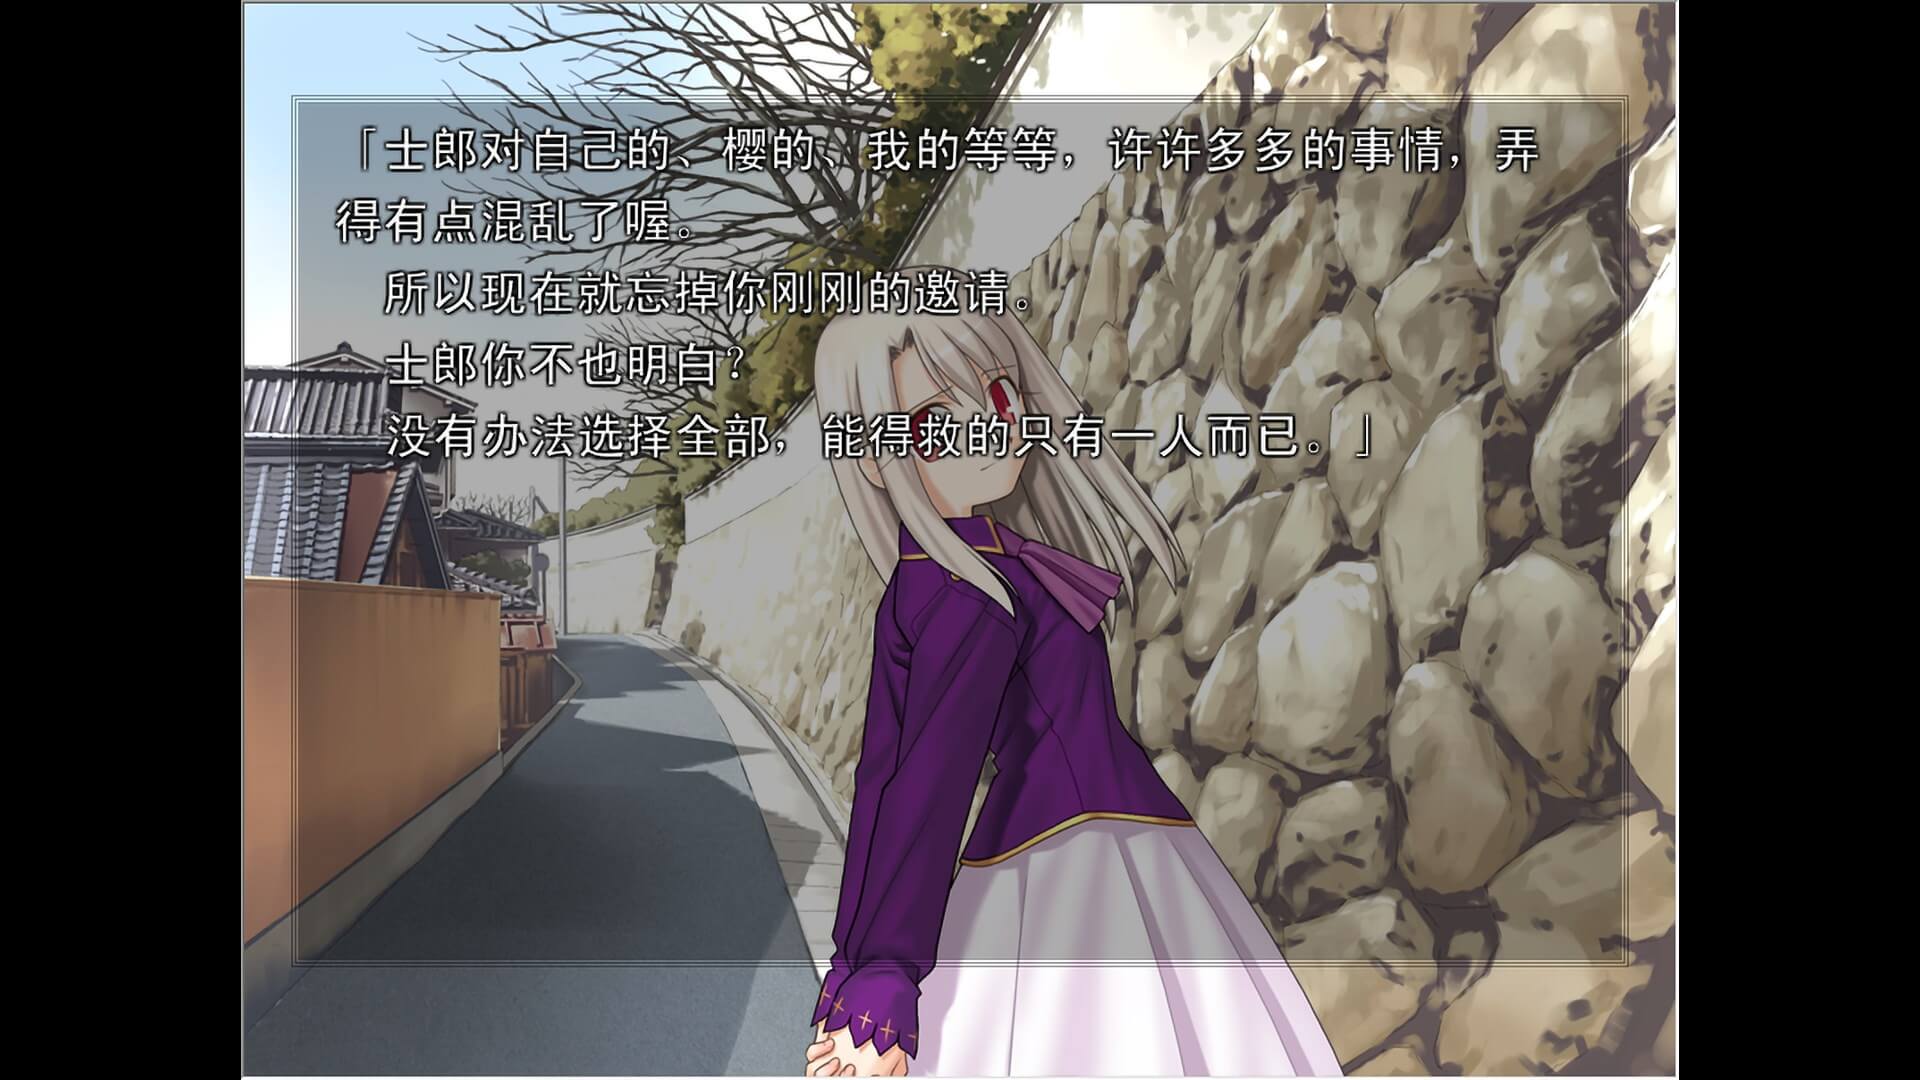 「士郎对自己的、樱的、我的等等，许许多多的事情，弄
得有点混乱了喔。
所以现在就忘掉你刚刚的邀请。
士郎你不也明白？
没有办法选择全部，能得救的只有一人而已。」